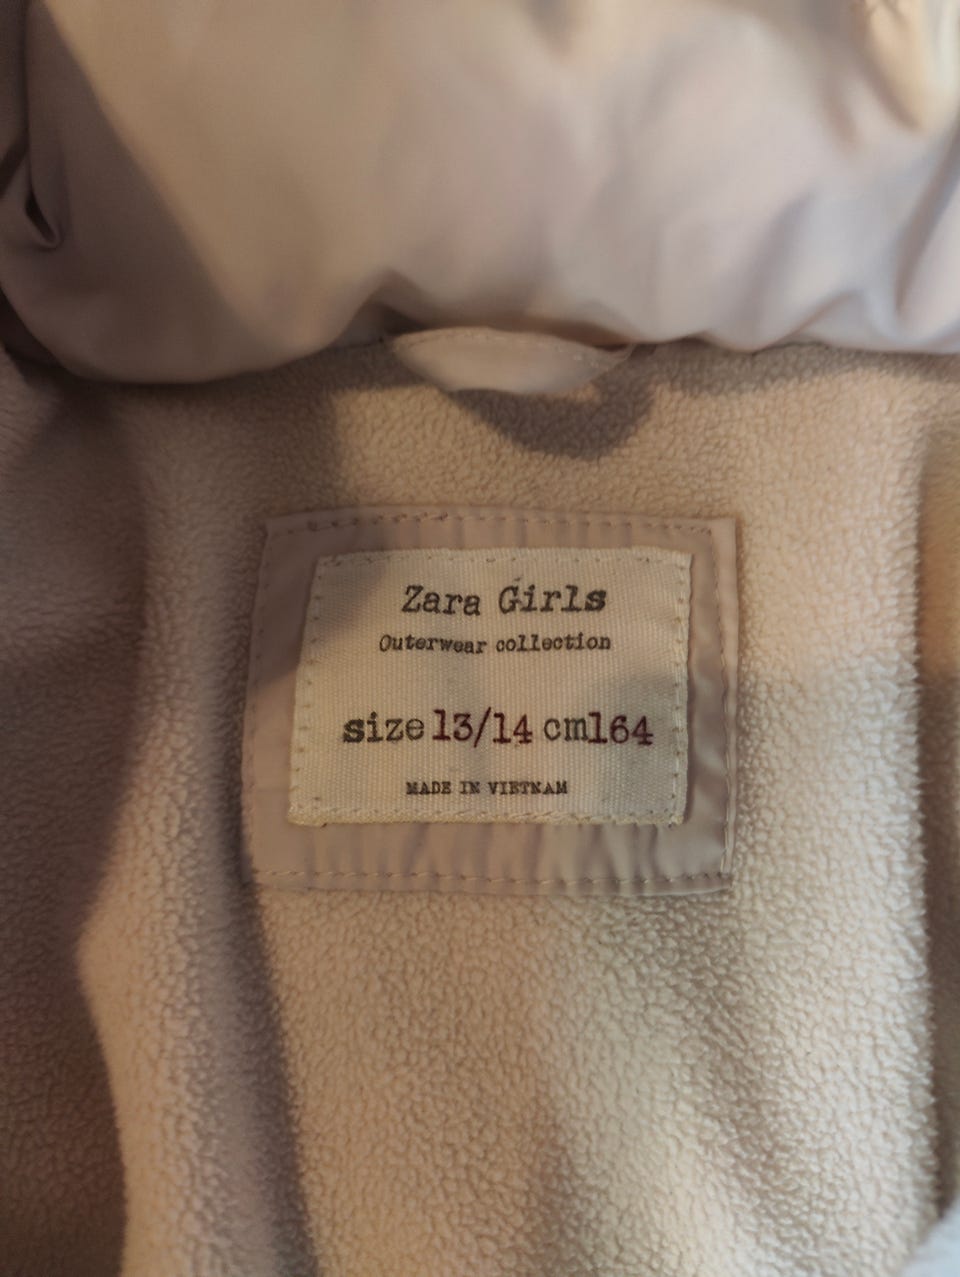 Zara Girls
Outerwear collection
size 13/14 cm164
MADE IN VIETNAM